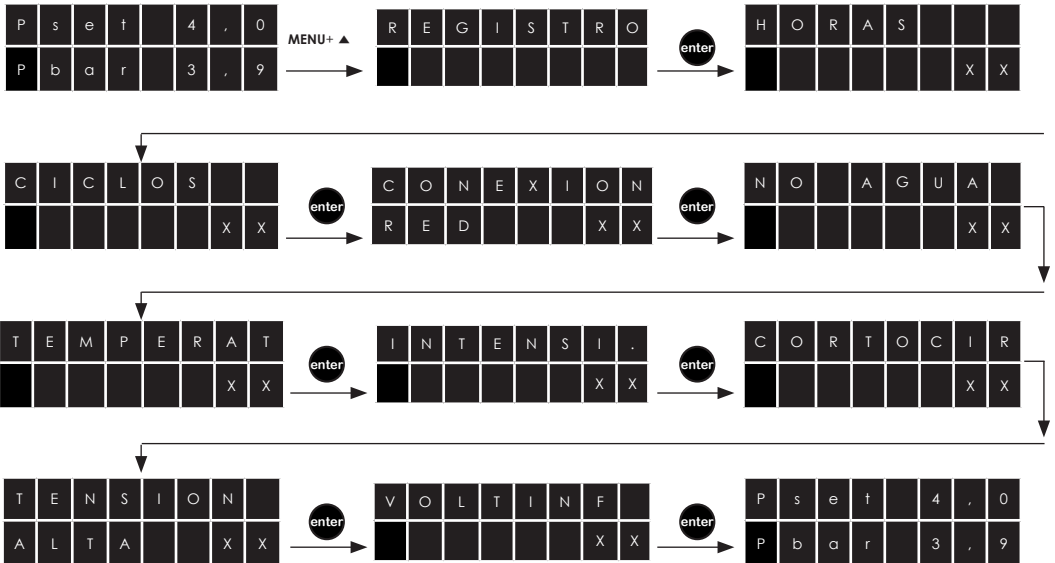 Pset 4,0
Pbar 3,9
MENU+ ▲
REGISTRO
enter
HORAS
XX
CICLOS
XX
enter
CONEXION
RED XX
enter
NO AGUA
XX
TEMPERAT
XX
enter
INTENSI.
XX
enter
CORTOCIR
XX
TENSION
ALTA XX
enter
VOLTINF
XX
enter
Pset 4,0
Pbar 3,9